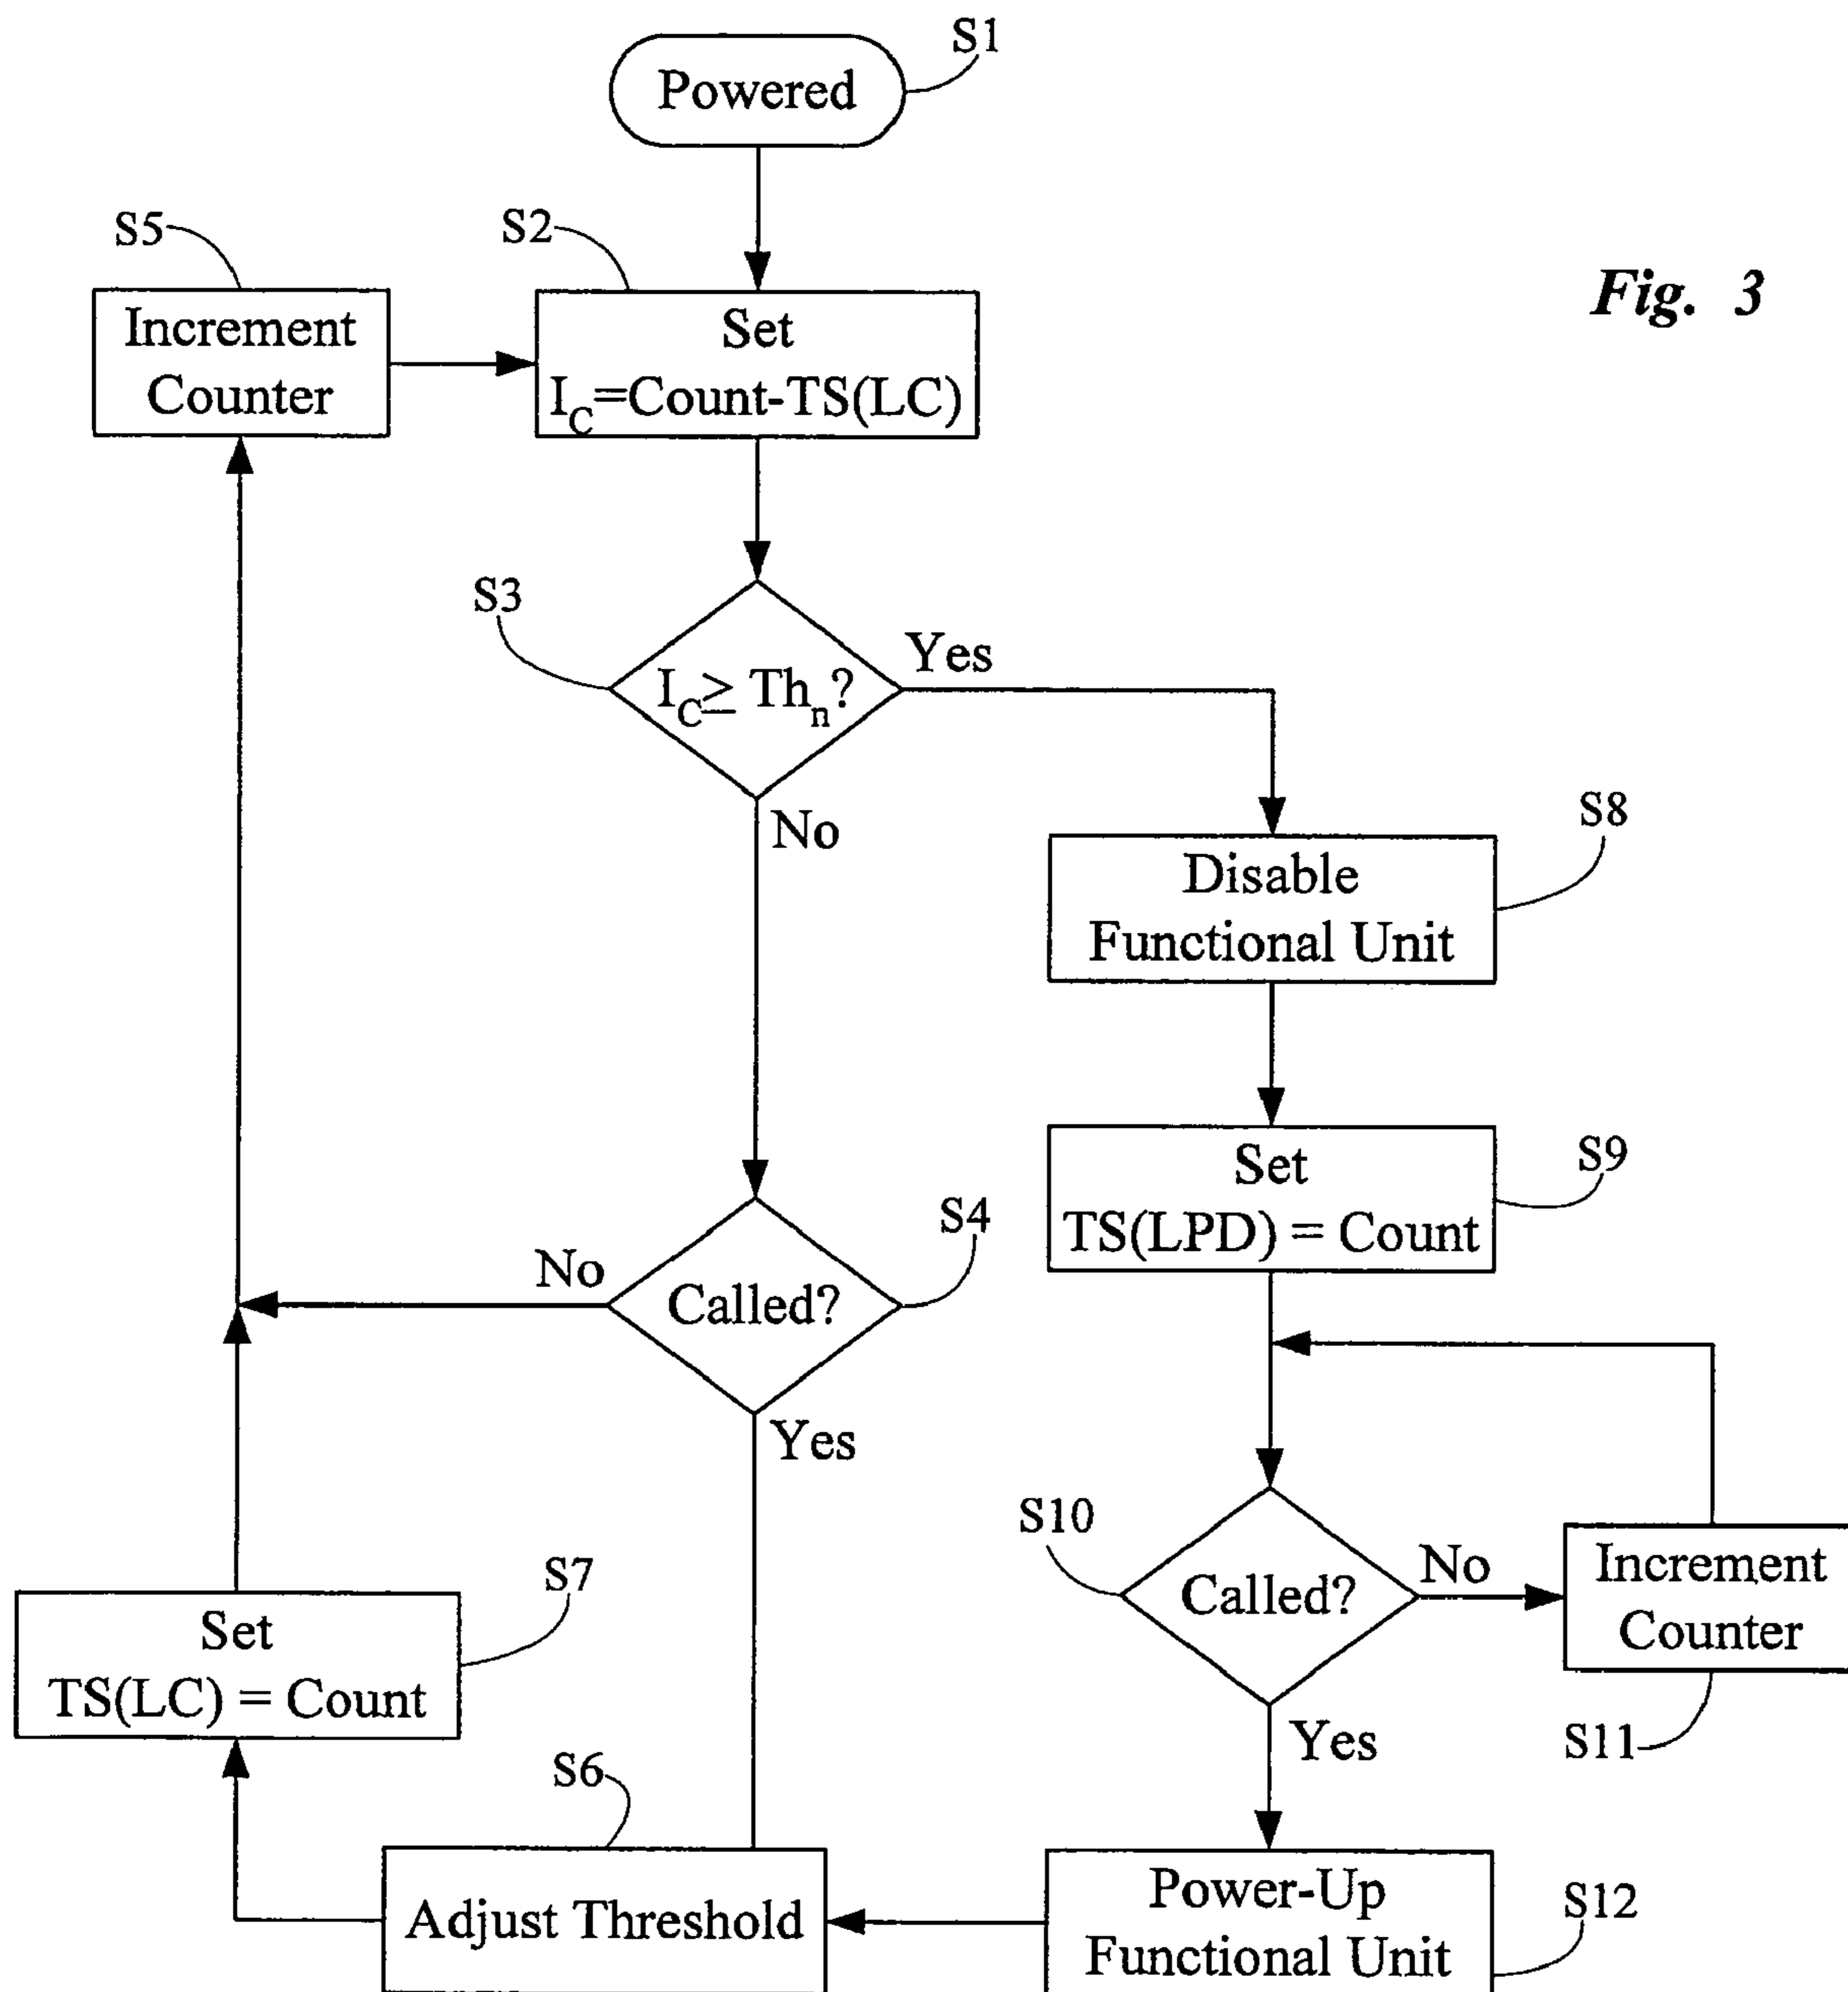 S1
Powered
S5
S2
Fig. 3
Increment
Counter
Set
I_C=Count-TS(LC)
S3
I_C≥ Th_n?
Yes
No
S8
Disable
Functional Unit
S9
Set
TS(LPD) = Count
S4
No
Called?
Yes
S10
Called?
No
Increment
Counter
S11
Yes
S7
Set
TS(LC) = Count
S6
Adjust Threshold
Power-Up
Functional Unit
S12